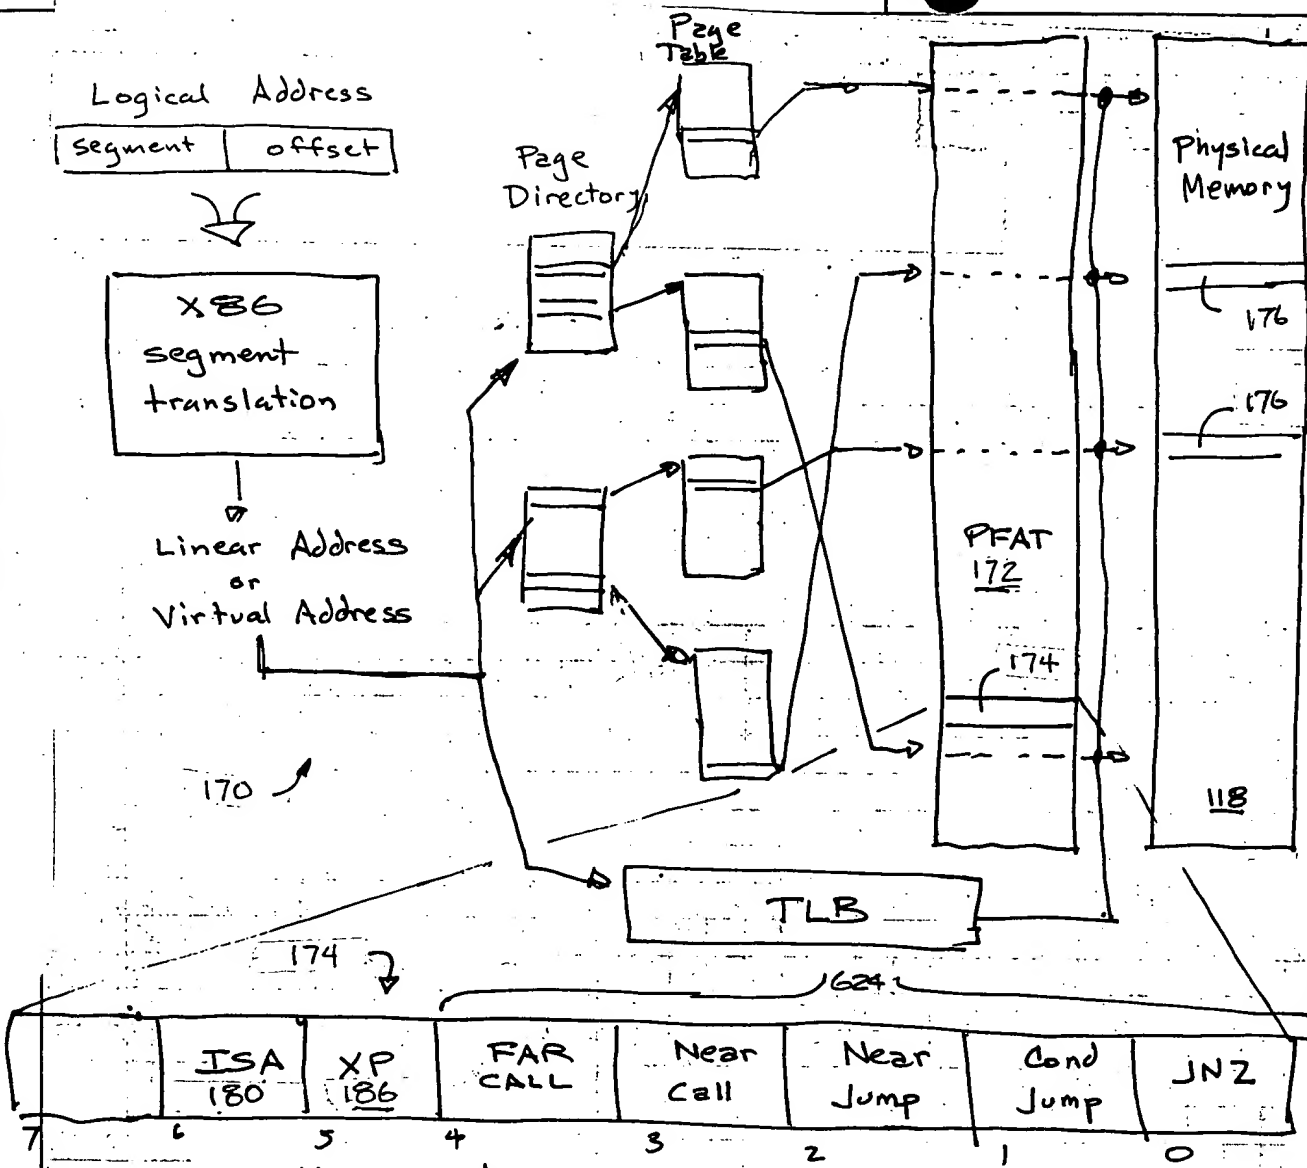 Logical Address
segment offset
X86
segment
translation
Linear Address
or
Virtual Address
170
Page
Directory
Page
Table
PFAT
172
174
Physical
Memory
176
176
118
TLB
174
624
ISA
180
XP
186
FAR
CALL
Near
Call
Near
Jump
Cond
Jump
JNZ
7 6 5 4 3 2 1 0